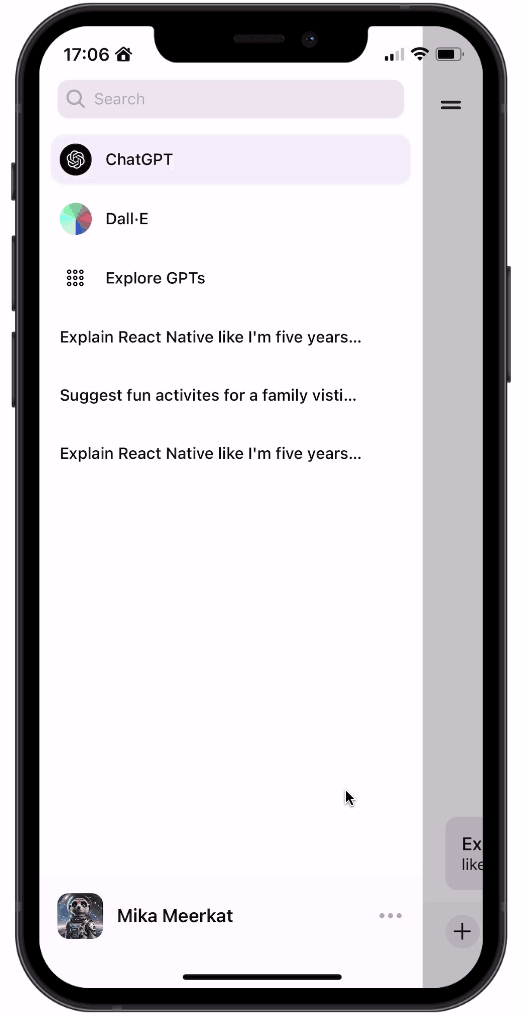 17:06
Search
ChatGPT
Dall·E
Explore GPTs
Explain React Native like I'm five years...
Suggest fun activites for a family visti...
Explain React Native like I'm five years...
Ex
like
Mika Meerkat